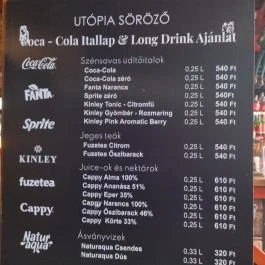 UTÓPIA SÖRÖZŐ
Coca - Cola Itallap & Long Drink Ajánlat
Szénsavas üdítőitalok
Coca-Cola 0,25 L 540 Ft
Coca-Cola zéró 0,25 L 540 Ft
Fanta Narancs 0,25 L 540 Ft
Sprite zéró 0,25 L 540 Ft
Kinley Tonic - Citromfű 0,25 L 540 Ft
Kinley Gyömbér - Rozmaring 0,25 L 540 Ft
Kinley Pink Aromatic Berry 0,25 L 540 Ft
Jeges teák
Fuzetea Citrom 0,25 L 540 Ft
Fuzetea Őszibarack 0,25 L 540 Ft
Juice-ok és nektárok
Cappy Alma 100% 0,25 L 610 Ft
Cappy Ananász 51% 0,25 L 610 Ft
Cappy Eper 35% 0,25 L 610 Ft
Cappy Narancs 100% 0,25 L 610 Ft
Cappy Őszibarack 46% 0,25 L 610 Ft
Cappy Körte 33% 0,25 L 610 Ft
Ásványvizek
Naturaqua Csendes 0,33 L 320 Ft
Naturaqua Dús 0,33 L 320 Ft
Coca-Cola
FANTA
Sprite
KINLEY
fuzetea
Cappy
Natur
aqua